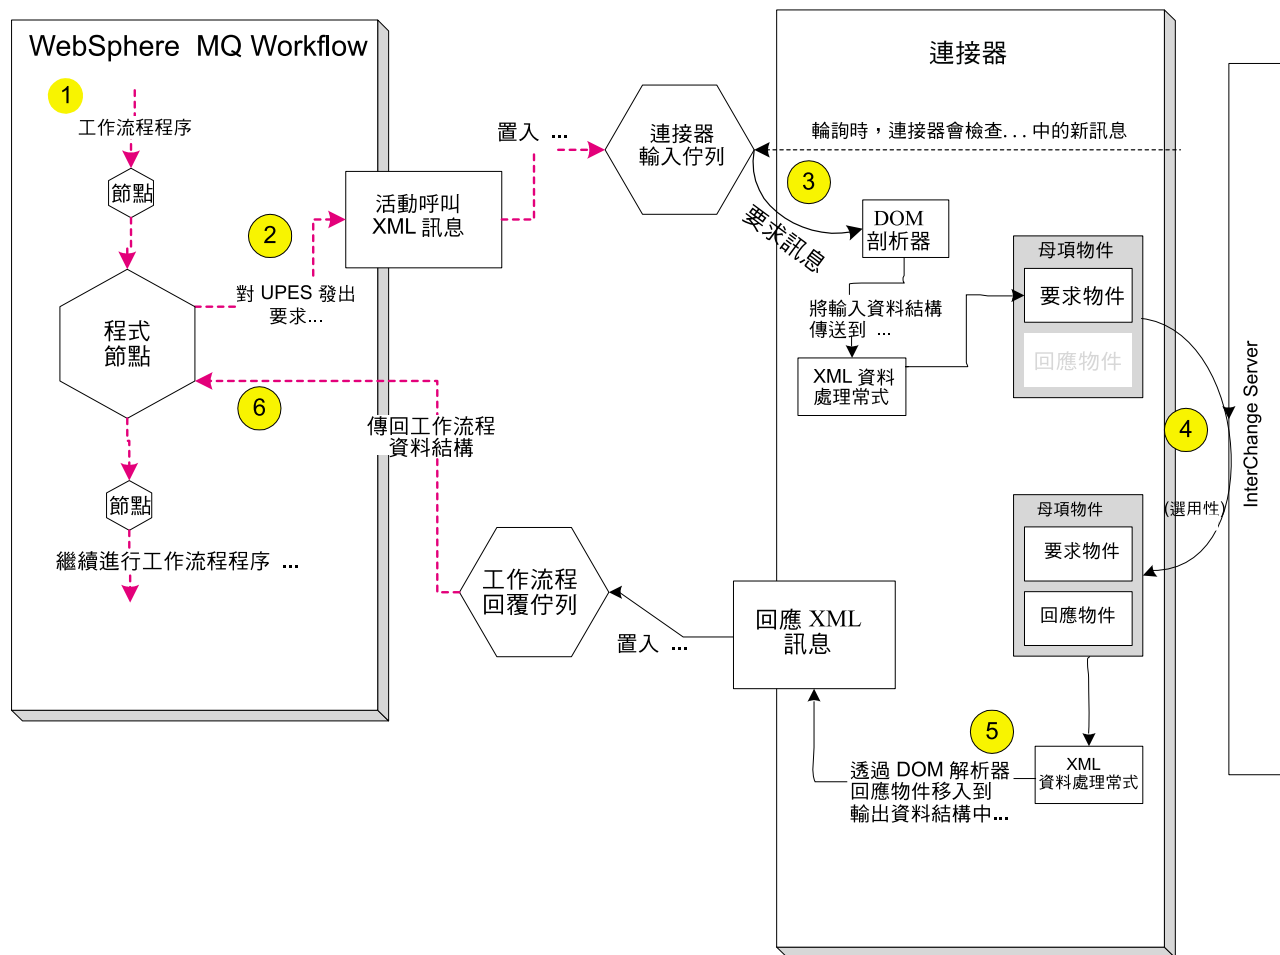 WebSphere MQ Workflow
1
工作流程程序
節點
程式
節點
2
對 UPES 發出
要求...
活動呼叫
XML 訊息
置入 ...
連接器
輸入佇列
連接器
輪詢時，連接器會檢查...中的新訊息
3
要求訊息
DOM
剖析器
將輸入資料結構
傳送到 ...
XML 資料
處理常式
母項物件
要求物件
回應物件
4
InterChange Server
(選用性)
母項物件
要求物件
回應物件
5
XML
資料處理常式
透過 DOM 解析器
回應物件移入到
輸出資料結構中...
回應 XML
訊息
置入 ...
工作流程
回覆佇列
6
傳回工作流程
資料結構
節點
繼續進行工作流程程序 ...